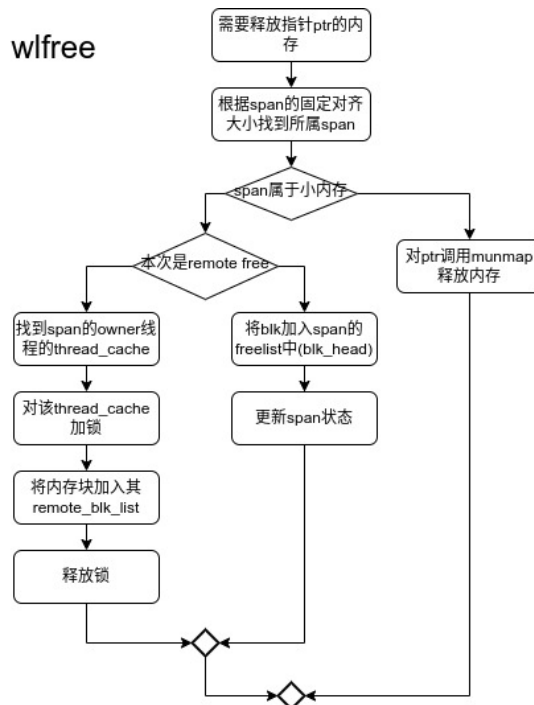 wlfree
需要释放指针ptr的内
存
根据span的固定对齐
大小找到所属span
span属于小内存
本次是remote free
对ptr调用munmap
释放内存
找到span的owner线
程的thread_cache
将blk加入span的
freelist中(blk_head)
对该thread_cache
加锁
更新span状态
将内存块加入其
remote_blk_list
释放锁